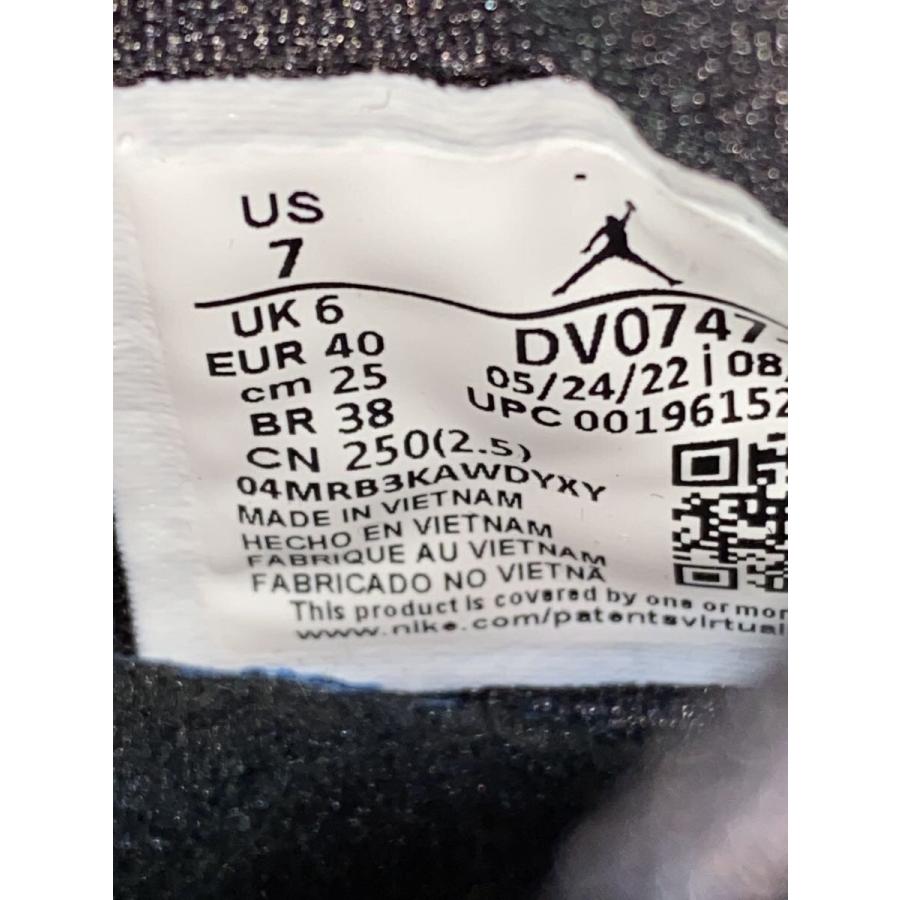 US
7
UK 6
EUR 40
cm 25
BR 38
CN 250(2.5)
04MRB3KAWDYXY
MADE IN VIETNAM
HECHO EN VIETNAM
FABRIQUE AU VIETNAM
FABRICADO NO VIETNÃ
DV0747
05/24/22 | 08
UPC 00196152
This product is covered by one or mor
www.nike.com/patentsvirtual